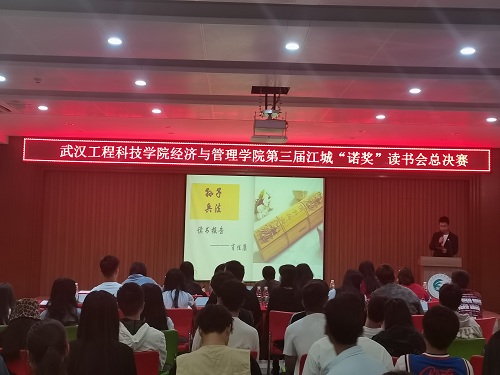 武汉工程科技学院经济与管理学院第三届江城“诺奖”读书会总决赛
孙子
兵法
读书报告